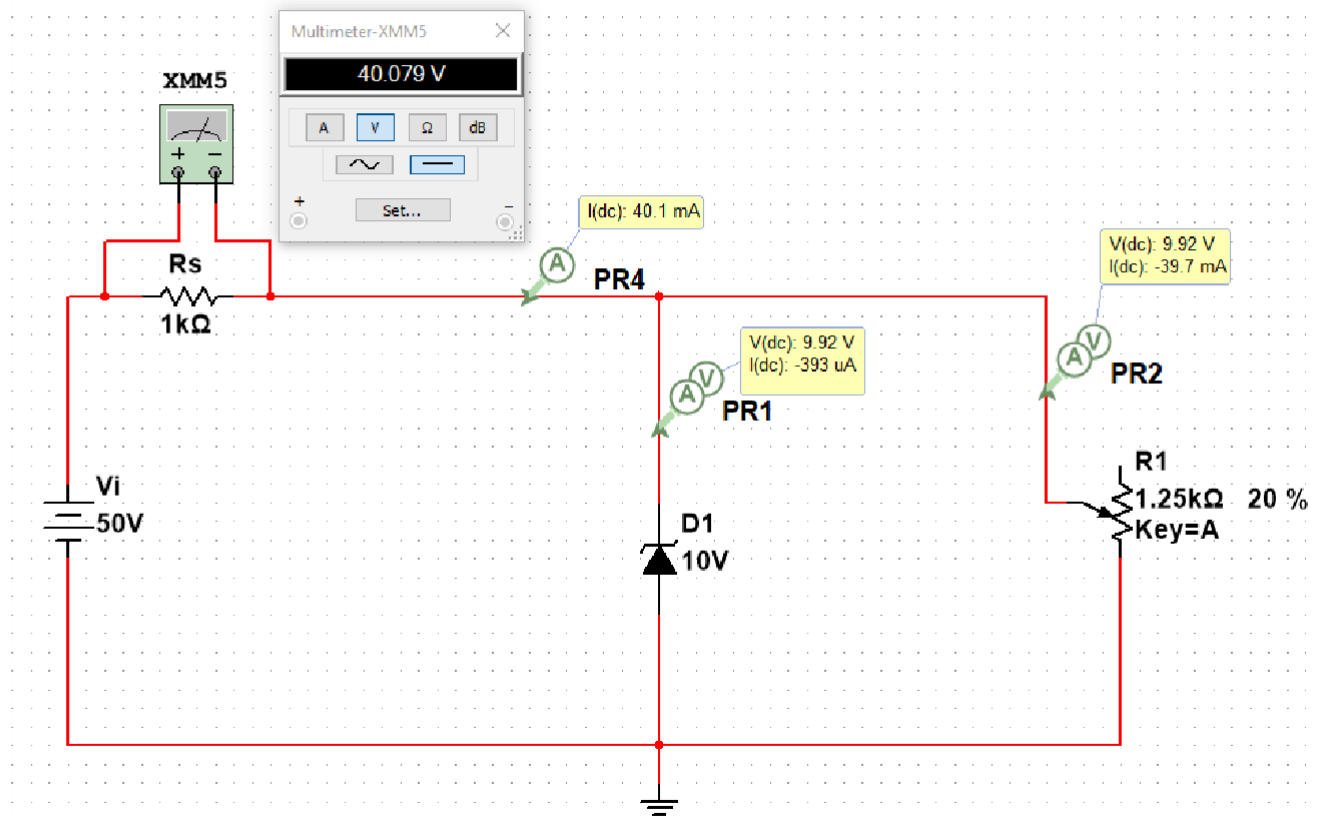 Multimeter-XMM5
40.079 V
XMM5
A V Ω dB
+ −
+ Set... −
I(dc): 40.1 mA
PR4
V(dc): 9.92 V
I(dc): -39.7 mA
A V
PR2
Rs
1kΩ
A
V(dc): 9.92 V
I(dc): -393 uA
A V
PR1
Vi
50V
D1
10V
R1
1.25kΩ 20 %
Key=A